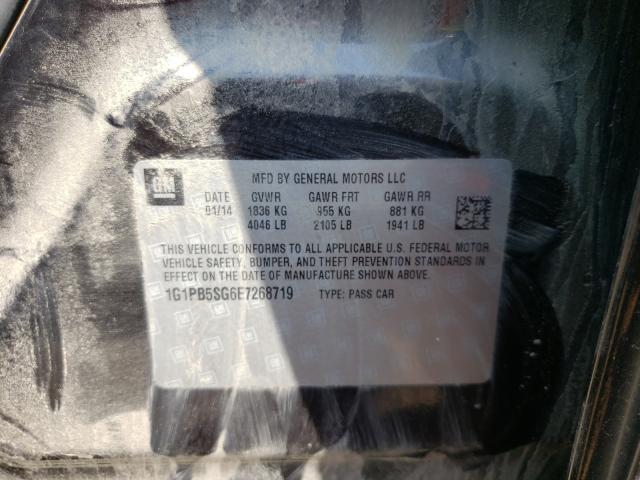 GM
MFD BY GENERAL MOTORS LLC
DATE GVWR GAWR FRT GAWR RR
01/14 1836 KG 955 KG 881 KG
4046 LB 2105 LB 1941 LB
THIS VEHICLE CONFORMS TO ALL APPLICABLE U.S. FEDERAL MOTOR
VEHICLE SAFETY, BUMPER, AND THEFT PREVENTION STANDARDS IN
EFFECT ON THE DATE OF MANUFACTURE SHOWN ABOVE.
1G1PB5SG6E7268719 TYPE: PASS CAR